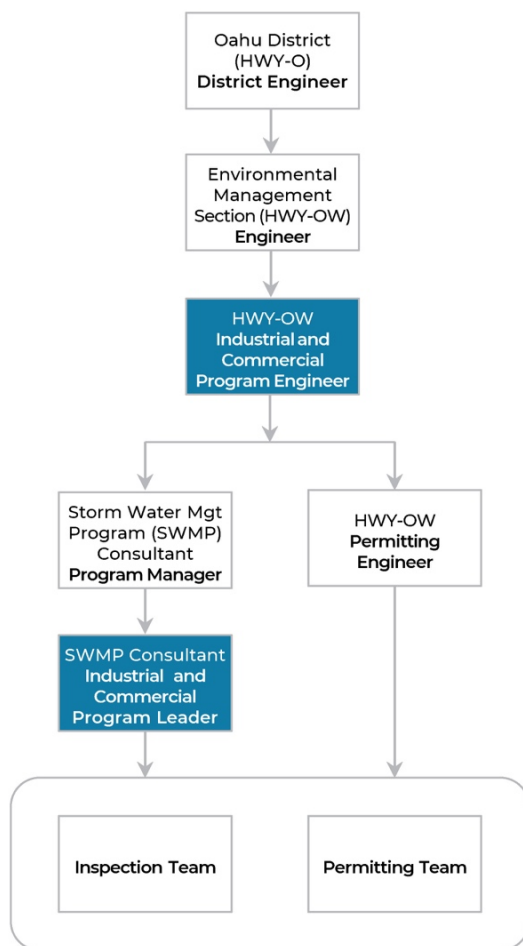 Oahu District
(HWY-O)
District Engineer
Environmental
Management
Section (HWY-OW)
Engineer
HWY-OW
Industrial and
Commercial
Program Engineer
Storm Water Mgt
Program (SWMP)
Consultant
Program Manager
HWY-OW
Permitting
Engineer
SWMP Consultant
Industrial and
Commercial
Program Leader
Inspection Team
Permitting Team